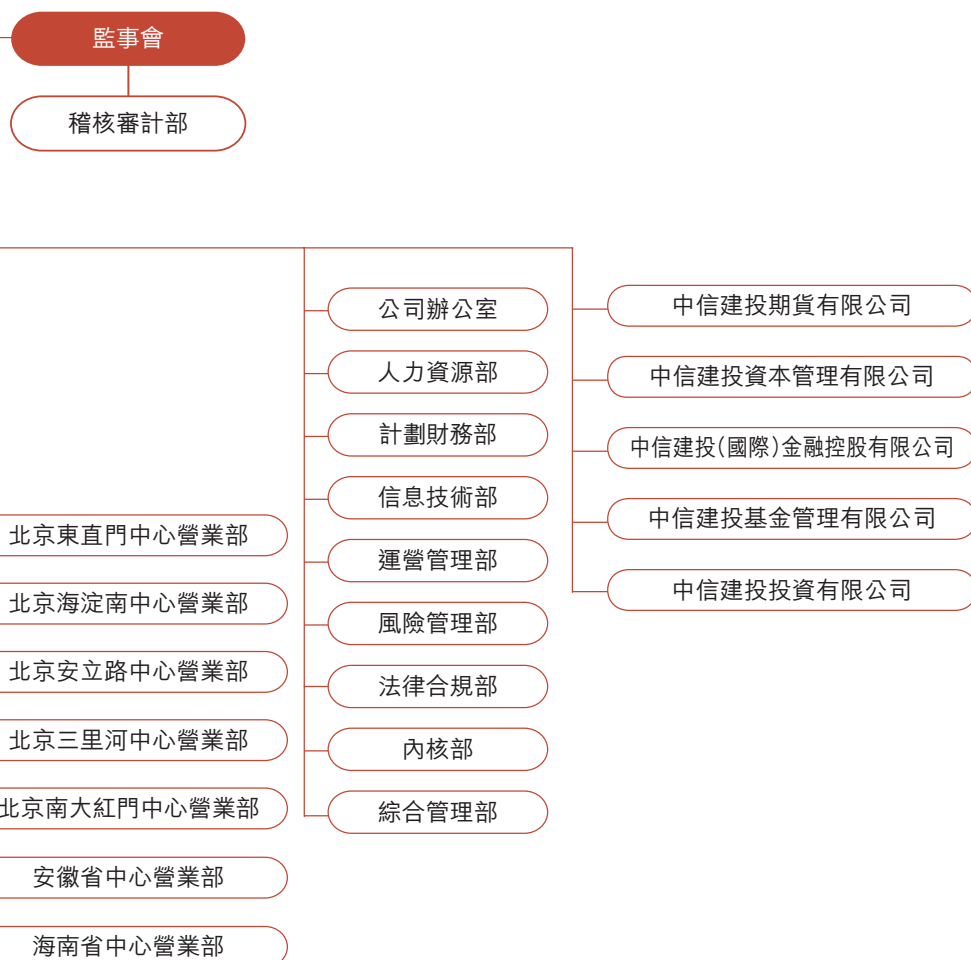 監事會
稽核審計部
公司辦公室
人力資源部
計劃財務部
信息技術部
運營管理部
風險管理部
法律合規部
內核部
綜合管理部
中信建投期貨有限公司
中信建投資本管理有限公司
中信建投(國際)金融控股有限公司
中信建投基金管理有限公司
中信建投投資有限公司
北京東直門中心營業部
北京海淀南中心營業部
北京安立路中心營業部
北京三里河中心營業部
北京南大紅門中心營業部
安徽省中心營業部
海南省中心營業部